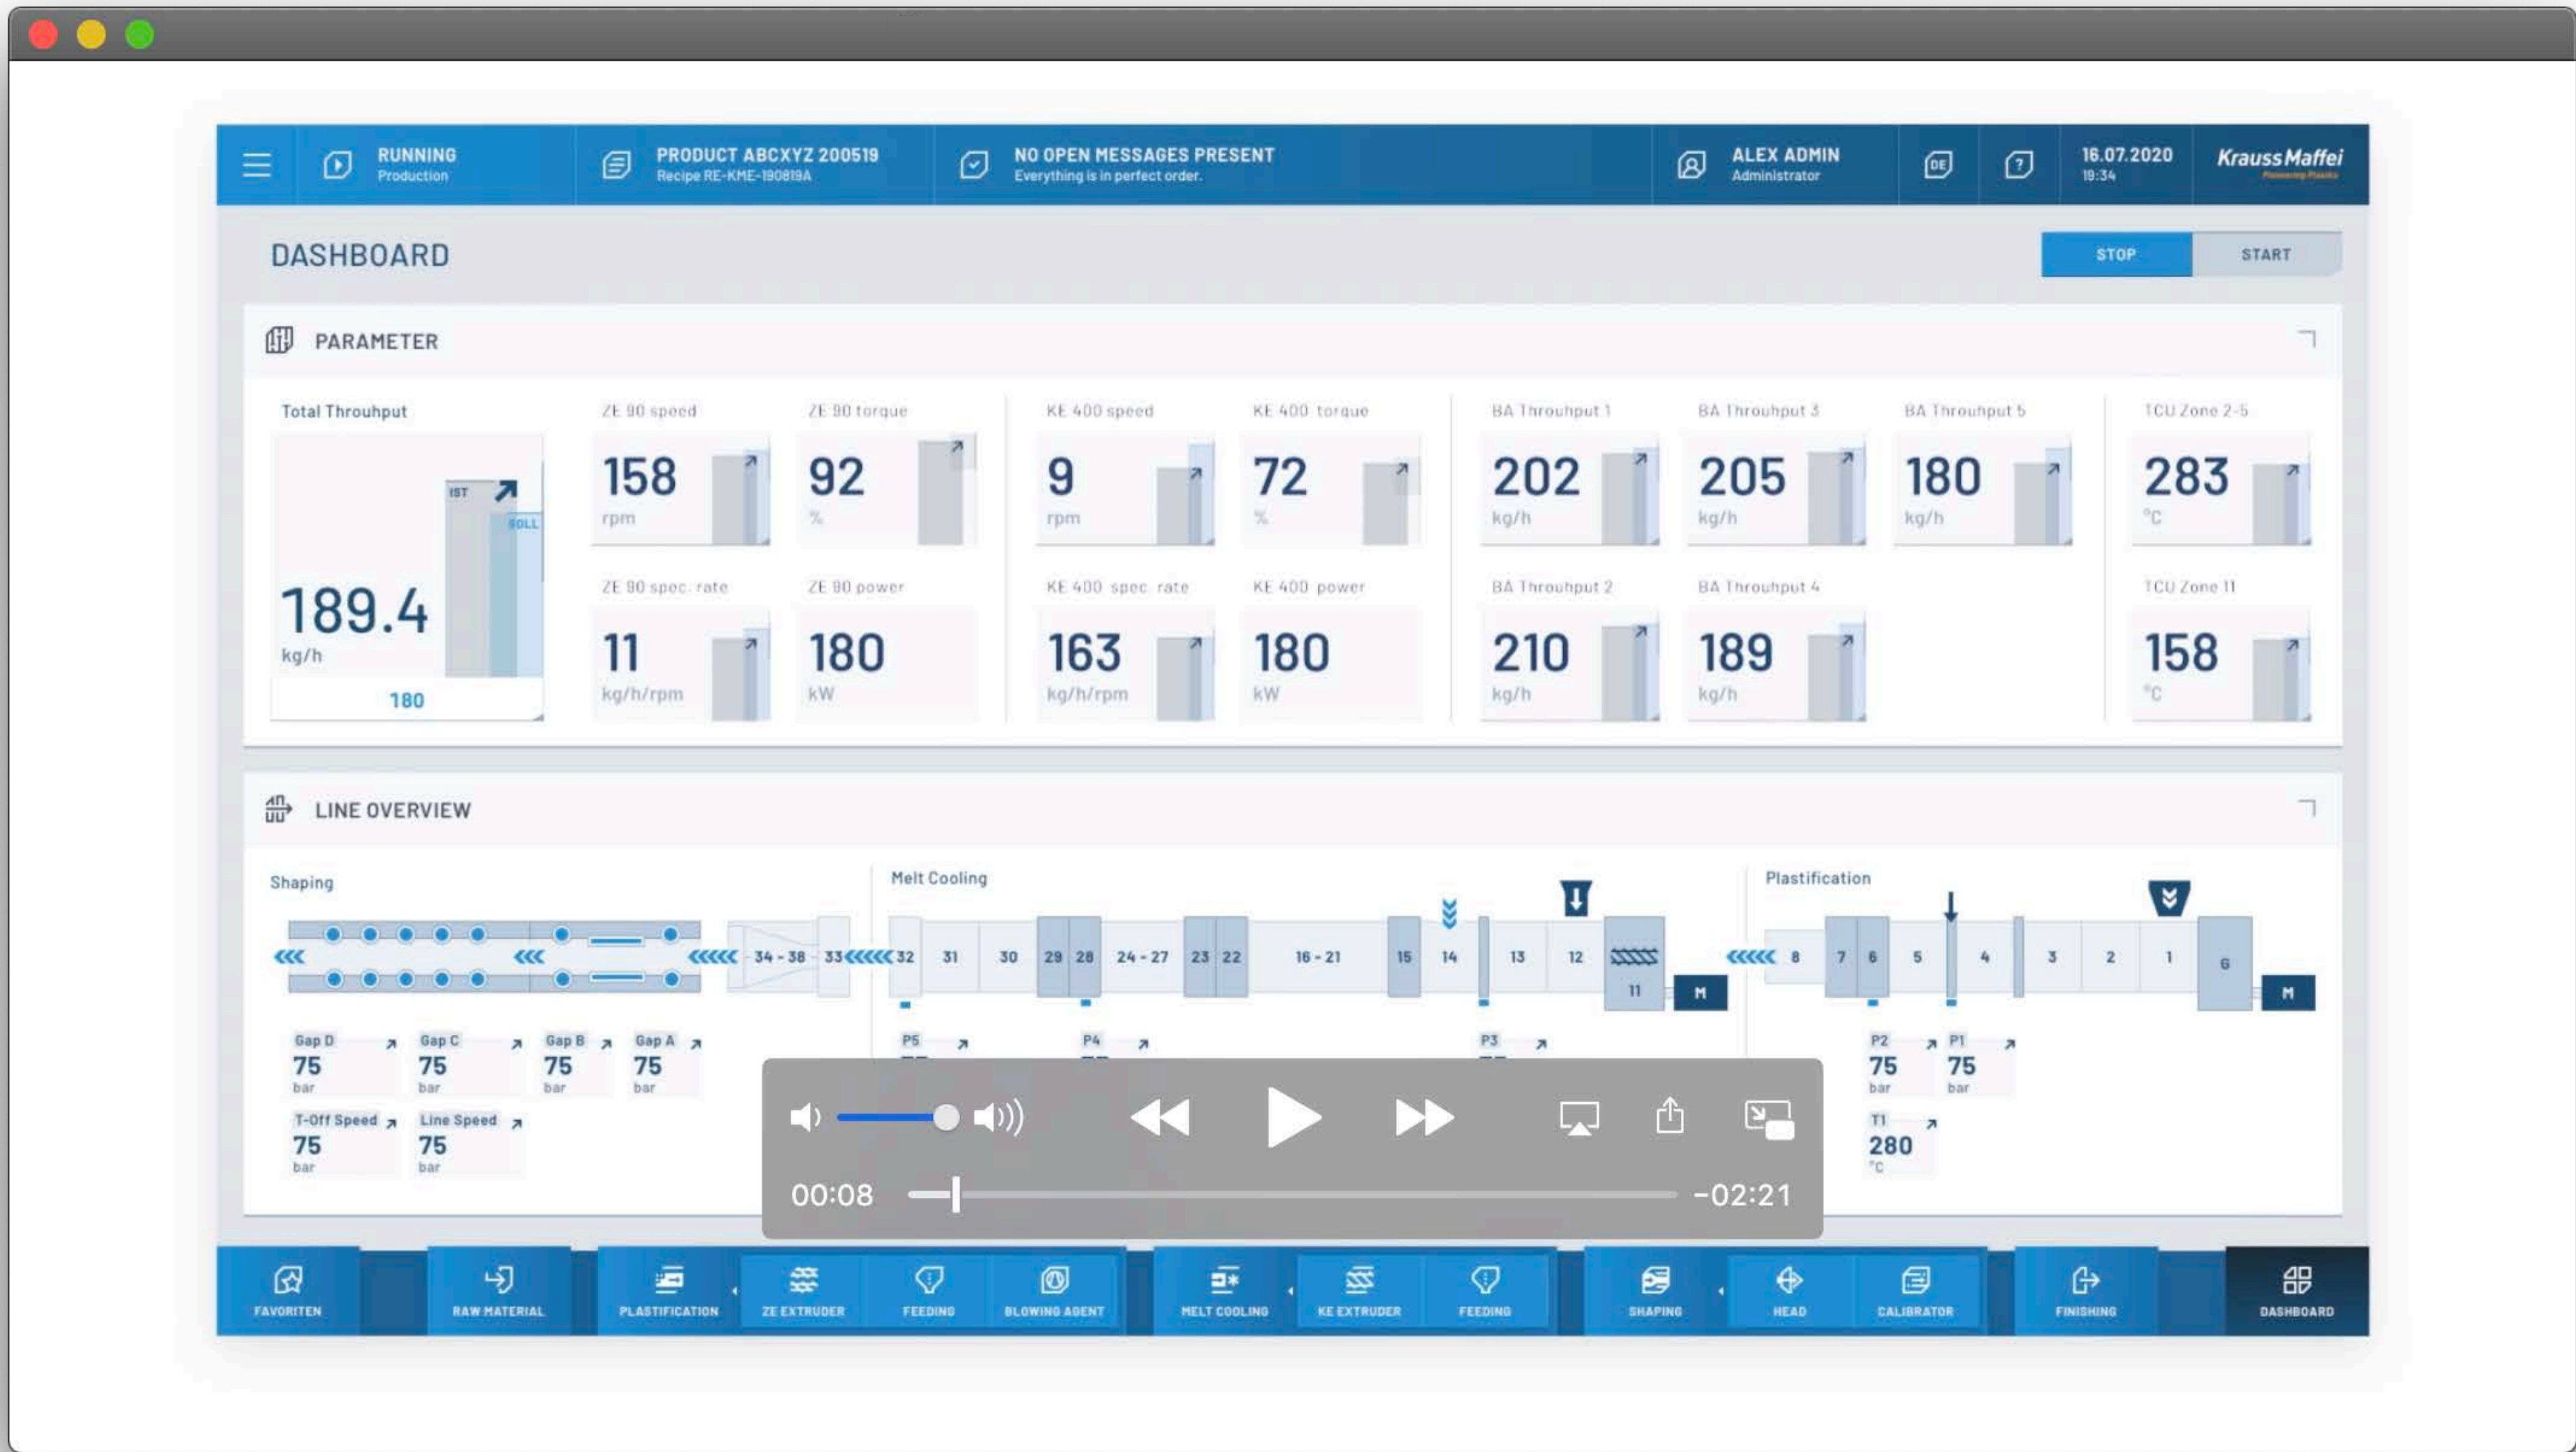 RUNNING
Production
PRODUCT ABCXYZ 200519
Recipe RE-KME-190819A
NO OPEN MESSAGES PRESENT
Everything is in perfect order.
ALEX ADMIN
Administrator
DE
?
16.07.2020
19:34
Krauss Maffei
Pioneering Plastics
DASHBOARD
STOP
START
PARAMETER
Total Throuhput
IST
SOLL
189.4
kg/h
180
ZE 90 speed
158
rpm
ZE 90 torque
92
%
KE 400 speed
9
rpm
KE 400 torque
72
%
BA Throuhput 1
202
kg/h
BA Throuhput 3
205
kg/h
BA Throuhput 5
180
kg/h
TCU Zone 2-5
283
°C
ZE 90 spec. rate
11
kg/h/rpm
ZE 90 power
180
kW
KE 400 spec. rate
163
kg/h/rpm
KE 400 power
180
kW
BA Throuhput 2
210
kg/h
BA Throuhput 4
189
kg/h
TCU Zone 11
158
°C
LINE OVERVIEW
Shaping
34 - 38
33
Melt Cooling
32
31
30
29
28
24 - 27
23
22
16 - 21
15
14
13
12
11
M
Plastification
8
7
6
5
4
3
2
1
G
M
Gap D
75
bar
Gap C
75
bar
Gap B
75
bar
Gap A
75
bar
T-Off Speed
75
bar
Line Speed
75
bar
P5
P4
P3
P2
75
bar
P1
75
bar
T1
280
°C
00:08
-02:21
FAVORITEN
RAW MATERIAL
PLASTIFICATION
ZE EXTRUDER
FEEDING
BLOWING AGENT
MELT COOLING
KE EXTRUDER
FEEDING
SHAPING
HEAD
CALIBRATOR
FINISHING
DASHBOARD